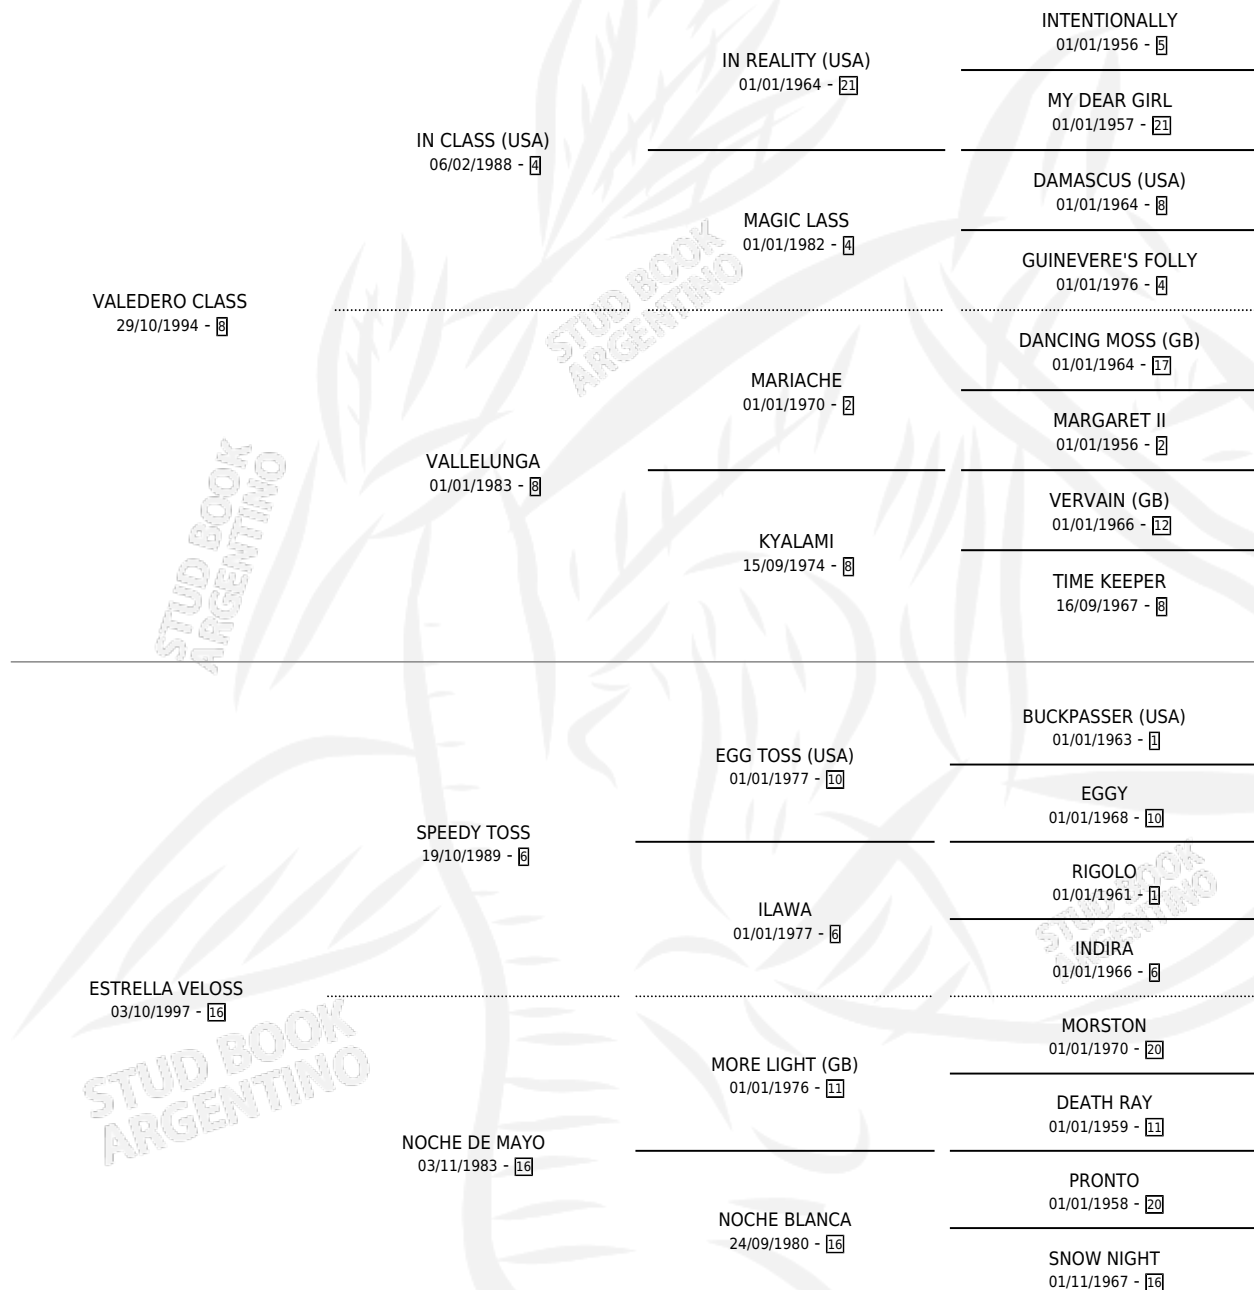 INTENTIONALLY
01/01/1956 - 5
IN REALITY (USA)
01/01/1964 - 21
MY DEAR GIRL
01/01/1957 - 21
IN CLASS (USA)
06/02/1988 - 4
DAMASCUS (USA)
01/01/1964 - 8
MAGIC LASS
01/01/1982 - 4
GUINEVERE'S FOLLY
01/01/1976 - 4
VALEDERO CLASS
29/10/1994 - 8
DANCING MOSS (GB)
01/01/1964 - 17
MARIACHE
01/01/1970 - 2
MARGARET II
01/01/1956 - 2
VALLELUNGA
01/01/1983 - 8
VERVAIN (GB)
01/01/1966 - 12
KYALAMI
15/09/1974 - 8
TIME KEEPER
16/09/1967 - 8
BUCKPASSER (USA)
01/01/1963 - 1
EGG TOSS (USA)
01/01/1977 - 10
EGGY
01/01/1968 - 10
SPEEDY TOSS
19/10/1989 - 6
RIGOLO
01/01/1961 - 1
ILAWA
01/01/1977 - 6
INDIRA
01/01/1966 - 6
ESTRELLA VELOSS
03/10/1997 - 16
MORSTON
01/01/1970 - 20
MORE LIGHT (GB)
01/01/1976 - 11
DEATH RAY
01/01/1959 - 11
NOCHE DE MAYO
03/11/1983 - 16
PRONTO
01/01/1958 - 20
NOCHE BLANCA
24/09/1980 - 16
SNOW NIGHT
01/11/1967 - 16
STUD BOOK
ARGENTINO
STUD BOOK
ARGENTINO
STUD BOOK
ARGENTINO
STUD BOOK
ARGENTINO